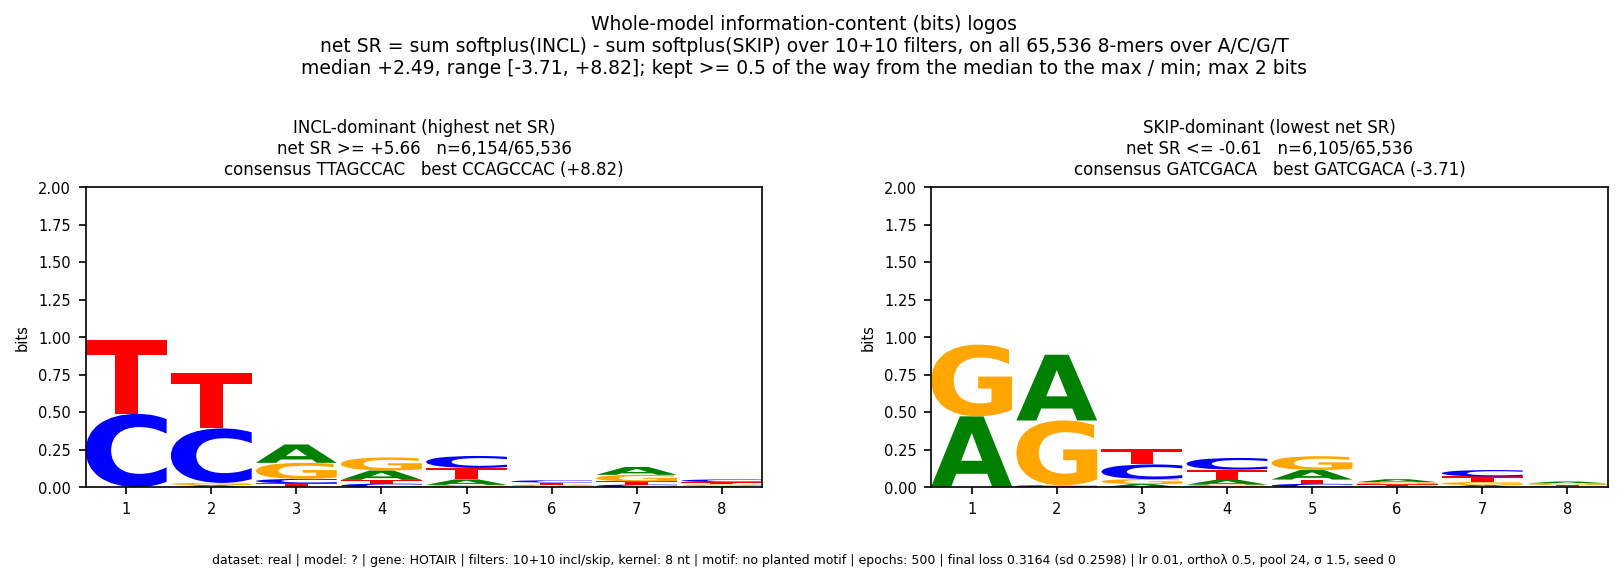 Whole-model information-content (bits) logos
net SR = sum softplus(INCL) - sum softplus(SKIP) over 10+10 filters, on all 65,536 8-mers over A/C/G/T
median +2.49, range [-3.71, +8.82]; kept >= 0.5 of the way from the median to the max / min; max 2 bits
INCL-dominant (highest net SR)
net SR >= +5.66 n=6,154/65,536
consensus TTAGCCAC best CCAGCCAC (+8.82)
2.00
1.75
1.50
1.25
1.00
0.75
0.50
0.25
0.00
bits
T
C
T
C
A
G
C
T
G
A
T
C
C
T
A
A
G
T
1 2 3 4 5 6 7 8
SKIP-dominant (lowest net SR)
net SR <= -0.61 n=6,105/65,536
consensus GATCGACA best GATCGACA (-3.71)
2.00
1.75
1.50
1.25
1.00
0.75
0.50
0.25
0.00
bits
G
A
A
G
T
C
G
A
C
T
A
G
A
T
C
C
T
1 2 3 4 5 6 7 8
dataset: real | model: ? | gene: HOTAIR | filters: 10+10 incl/skip, kernel: 8 nt | motif: no planted motif | epochs: 500 | final loss 0.3164 (sd 0.2598) | lr 0.01, orthoλ 0.5, pool 24, σ 1.5, seed 0